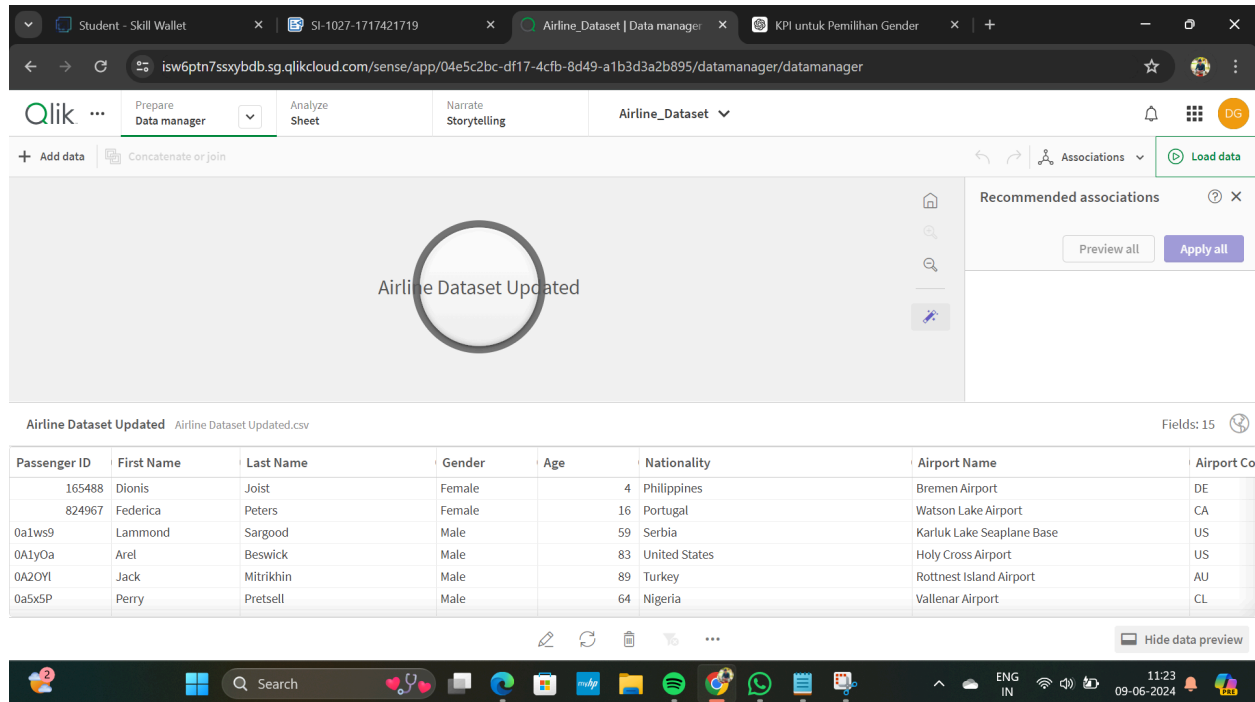 Student - Skill Wallet
SI-1027-1717421719
Airline_Dataset | Data manager
KPI untuk Pemilihan Gender
isw6ptn7ssxybdb.sg.qlikcloud.com/sense/app/04e5c2bc-df17-4cfb-8d49-a1b3d3a2b895/datamanager/datamanager
Qlik
Prepare
Data manager
Analyze
Sheet
Narrate
Storytelling
Airline_Dataset
DG
Add data
Concatenate or join
Associations
Load data
Recommended associations
Preview all
Apply all
Airline Dataset Updated
Airline Dataset Updated Airline Dataset Updated.csv
Fields: 15
Passenger ID First Name Last Name Gender Age Nationality Airport Name Airport Co
165488 Dionis Joist Female 4 Philippines Bremen Airport DE
824967 Federica Peters Female 16 Portugal Watson Lake Airport CA
0a1ws9 Lammond Sargood Male 59 Serbia Karluk Lake Seaplane Base US
0A1yOa Arel Beswick Male 83 United States Holy Cross Airport US
0A2OYl Jack Mitrikhin Male 89 Turkey Rottnest Island Airport AU
0a5x5P Perry Pretsell Male 64 Nigeria Vallenar Airport CL
Hide data preview
2
Search
myhp
ENG
IN
11:23
09-06-2024
PRE